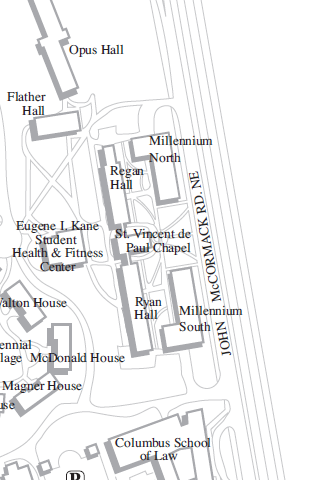 Opus Hall
Flather
Hall
Millennium
North
Regan
Hall
Eugene I. Kane
Student
Health & Fitness
Center
St. Vincent de
Paul Chapel
JOHN McCORMACK RD. NE
alton House
Ryan
Hall
Millennium
South
ennial
lage
McDonald House
Magner House
use
Columbus School
of Law
P